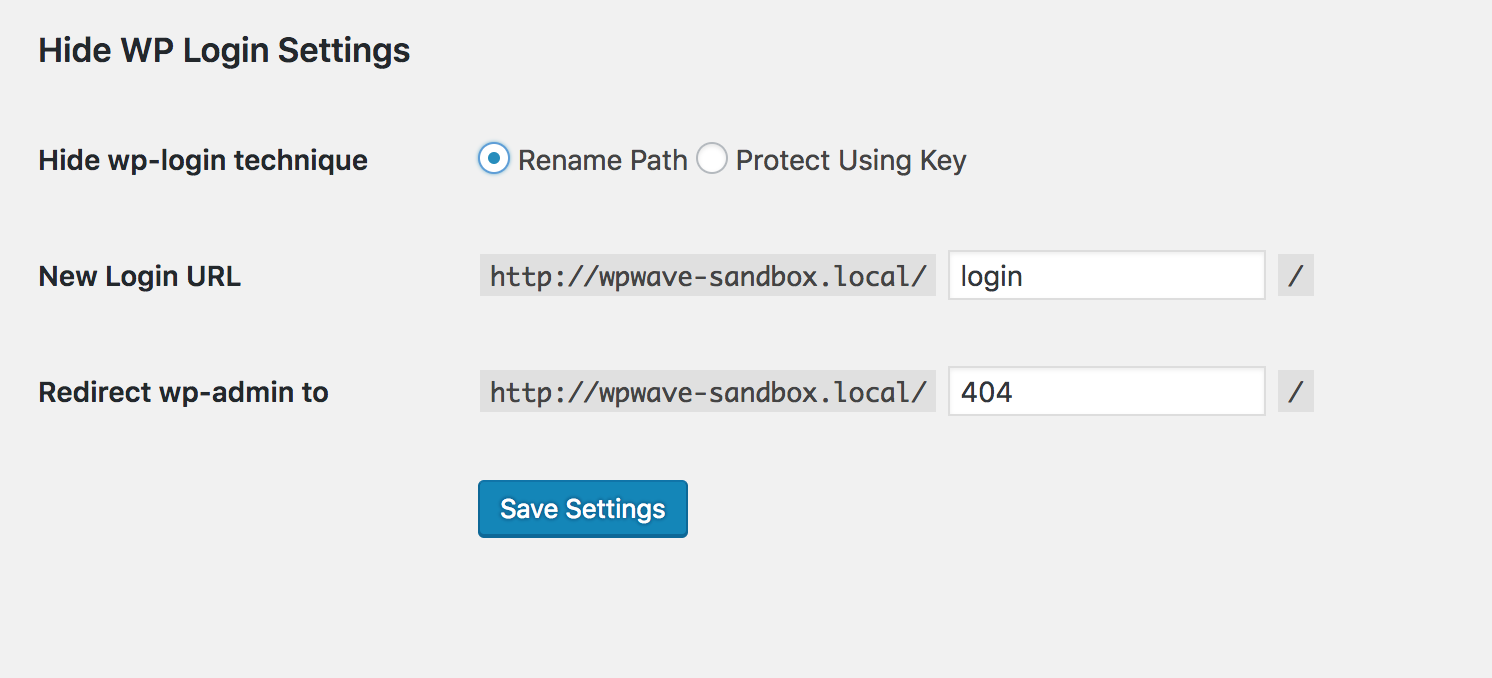 Hide WP Login Settings
Hide wp-login technique Rename Path Protect Using Key
New Login URL http://wpwave-sandbox.local/ login /
Redirect wp-admin to http://wpwave-sandbox.local/ 404 /
Save Settings